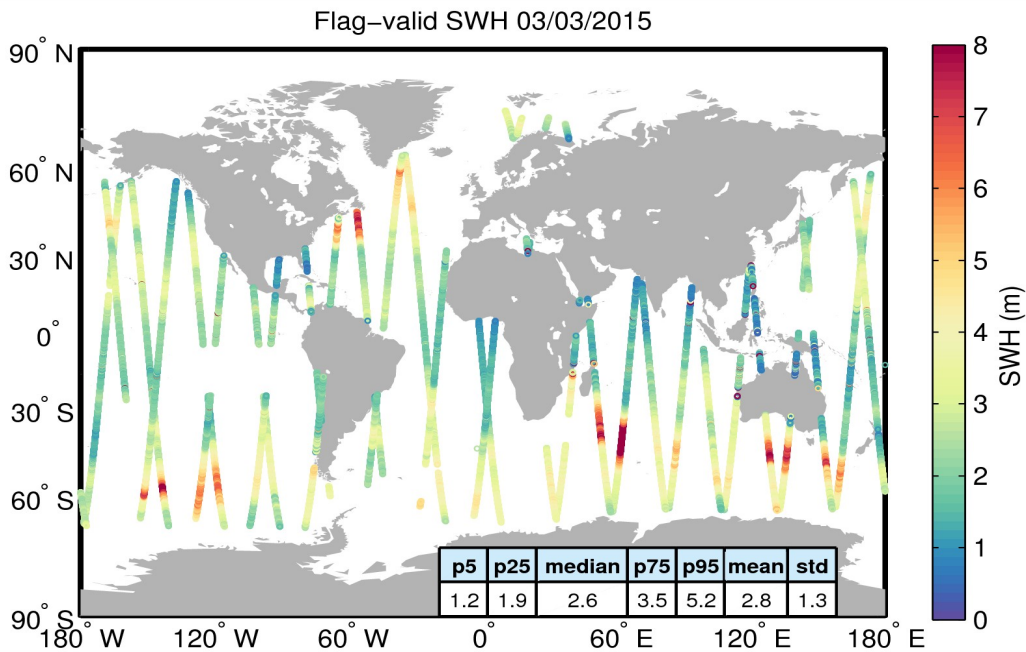 Flag−valid SWH 03/03/2015
90° N
60° N
30° N
0°
30° S
60° S
90° S
180° W
120° W
60° W
0°
60° E
120° E
180° E
p5 p25 median p75 p95 mean std
1.2 1.9 2.6 3.5 5.2 2.8 1.3
8
7
6
5
4
3
2
1
0
SWH (m)